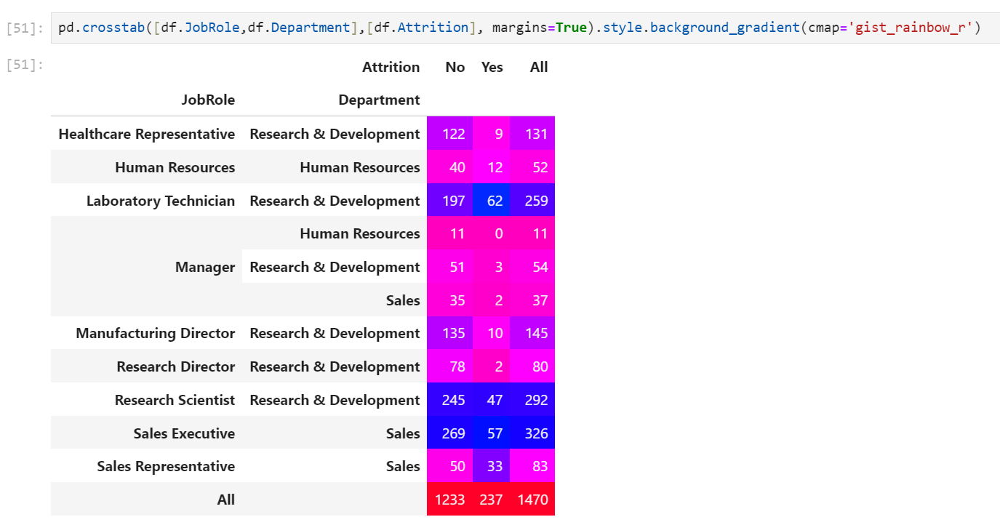 [51]: pd.crosstab([df.JobRole,df.Department],[df.Attrition], margins=True).style.background_gradient(cmap='gist_rainbow_r')
[51]:
Attrition No Yes All
JobRole Department
Healthcare Representative Research & Development 122 9 131
Human Resources Human Resources 40 12 52
Laboratory Technician Research & Development 197 62 259
Human Resources 11 0 11
Manager Research & Development 51 3 54
Sales 35 2 37
Manufacturing Director Research & Development 135 10 145
Research Director Research & Development 78 2 80
Research Scientist Research & Development 245 47 292
Sales Executive Sales 269 57 326
Sales Representative Sales 50 33 83
All 1233 237 1470